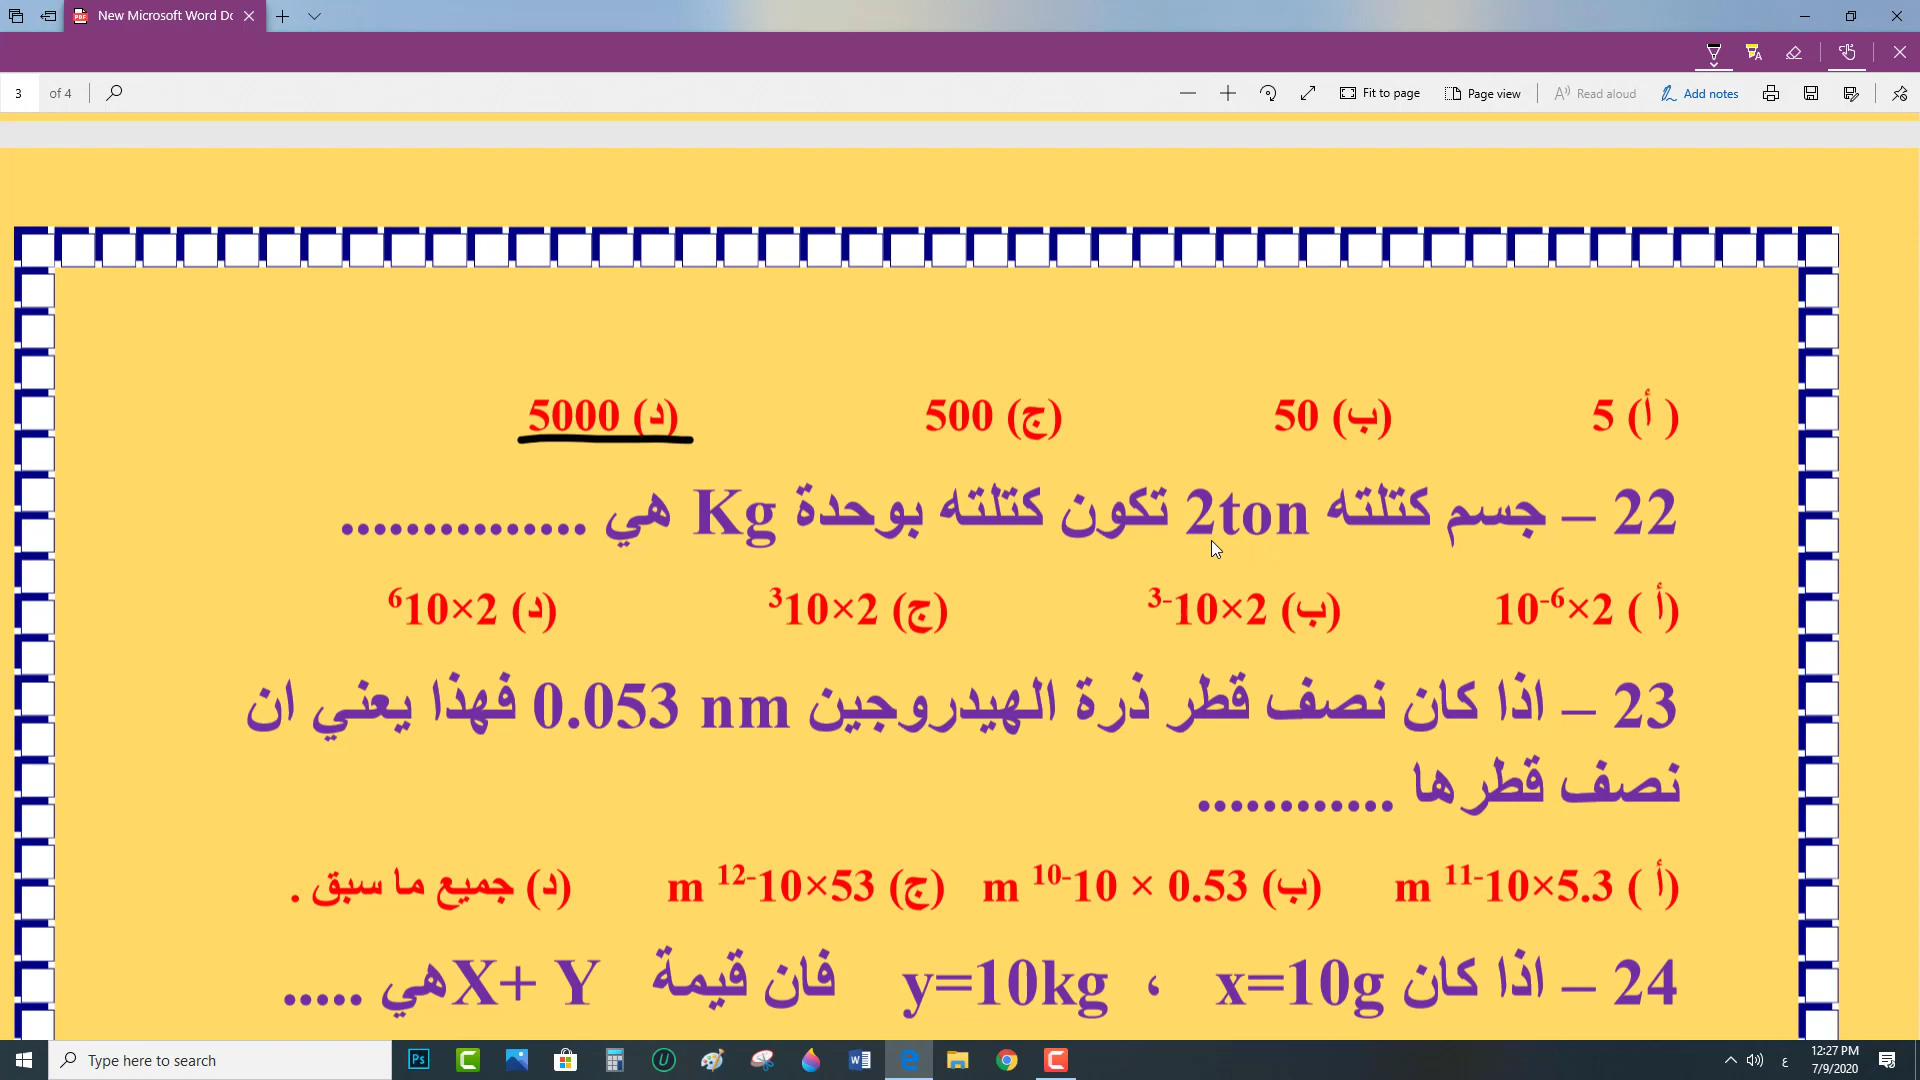 New Microsoft Word Do
3 of 4
Fit to page
Page view
Read aloud
Add notes
( أ) 5 (ب) 50 (ج) 500 (د) 5000
22 – جسم كتلته 2ton تكون كتلته بوحدة Kg هي ...............
(أ ) 2×10⁻⁶ (ب) 2×10⁻³ (ج) 2×10³ (د) 2×10⁶
23 – اذا كان نصف قطر ذرة الهيدروجين 0.053 nm فهذا يعني ان
نصف قطرها ............
(أ ) 5.3×10⁻¹¹ m (ب) 0.53 × 10⁻¹⁰ m (ج) 53×10⁻¹² m (د) جميع ما سبق .
24 – اذا كان x=10g ، y=10kg فان قيمة X+ Y هي .....
Type here to search
ع
12:27 PM
7/9/2020